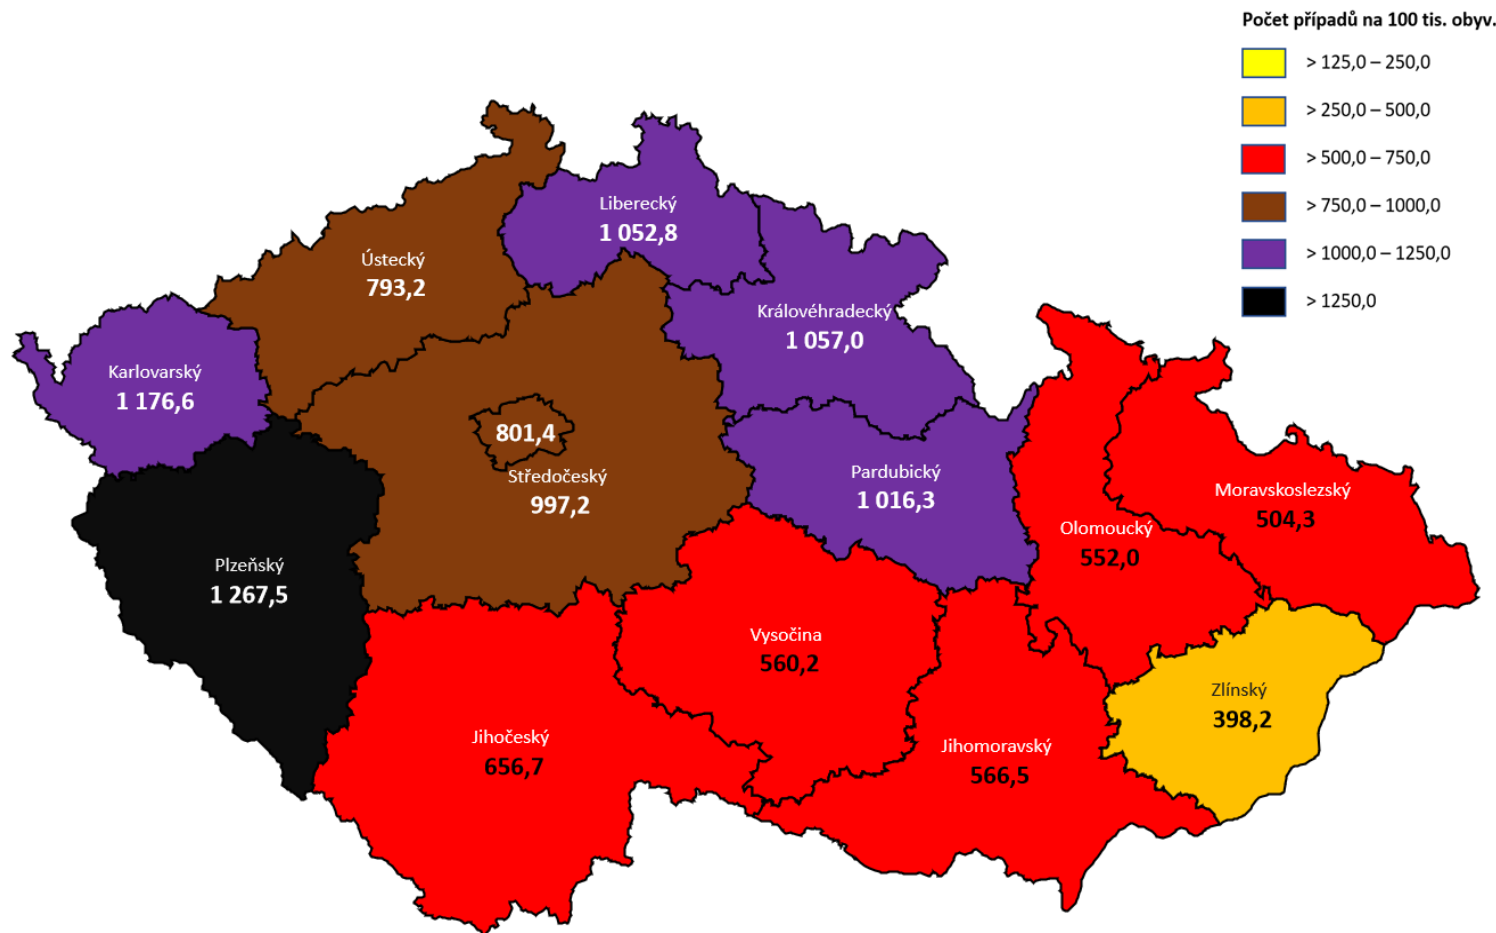 Počet případů na 100 tis. obyv.
> 125,0 – 250,0
> 250,0 – 500,0
> 500,0 – 750,0
> 750,0 – 1000,0
> 1000,0 – 1250,0
> 1250,0
Liberecký
1 052,8
Ústecký
793,2
Královéhradecký
1 057,0
Karlovarský
1 176,6
801,4
Středočeský
997,2
Pardubický
1 016,3
Moravskoslezský
504,3
Olomoucký
552,0
Plzeňský
1 267,5
Vysočina
560,2
Zlínský
398,2
Jihočeský
656,7
Jihomoravský
566,5